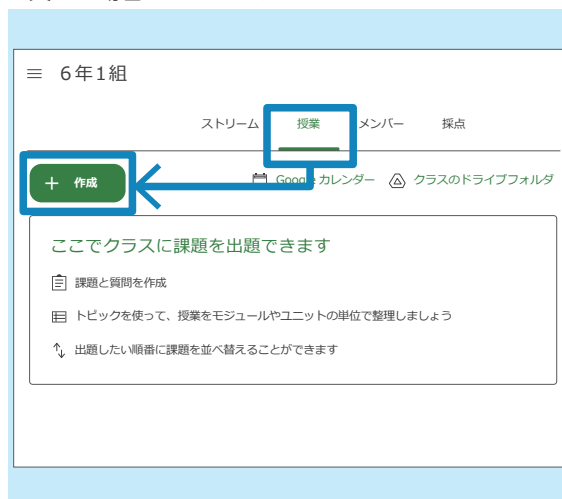 ６年1組
ストリーム 授業 メンバー 採点
＋ 作成 Google カレンダー クラスのドライブフォルダ
ここでクラスに課題を出題できます
課題と質問を作成
トピックを使って、授業をモジュールやユニットの単位で整理しましょう
出題したい順番に課題を並べ替えることができます